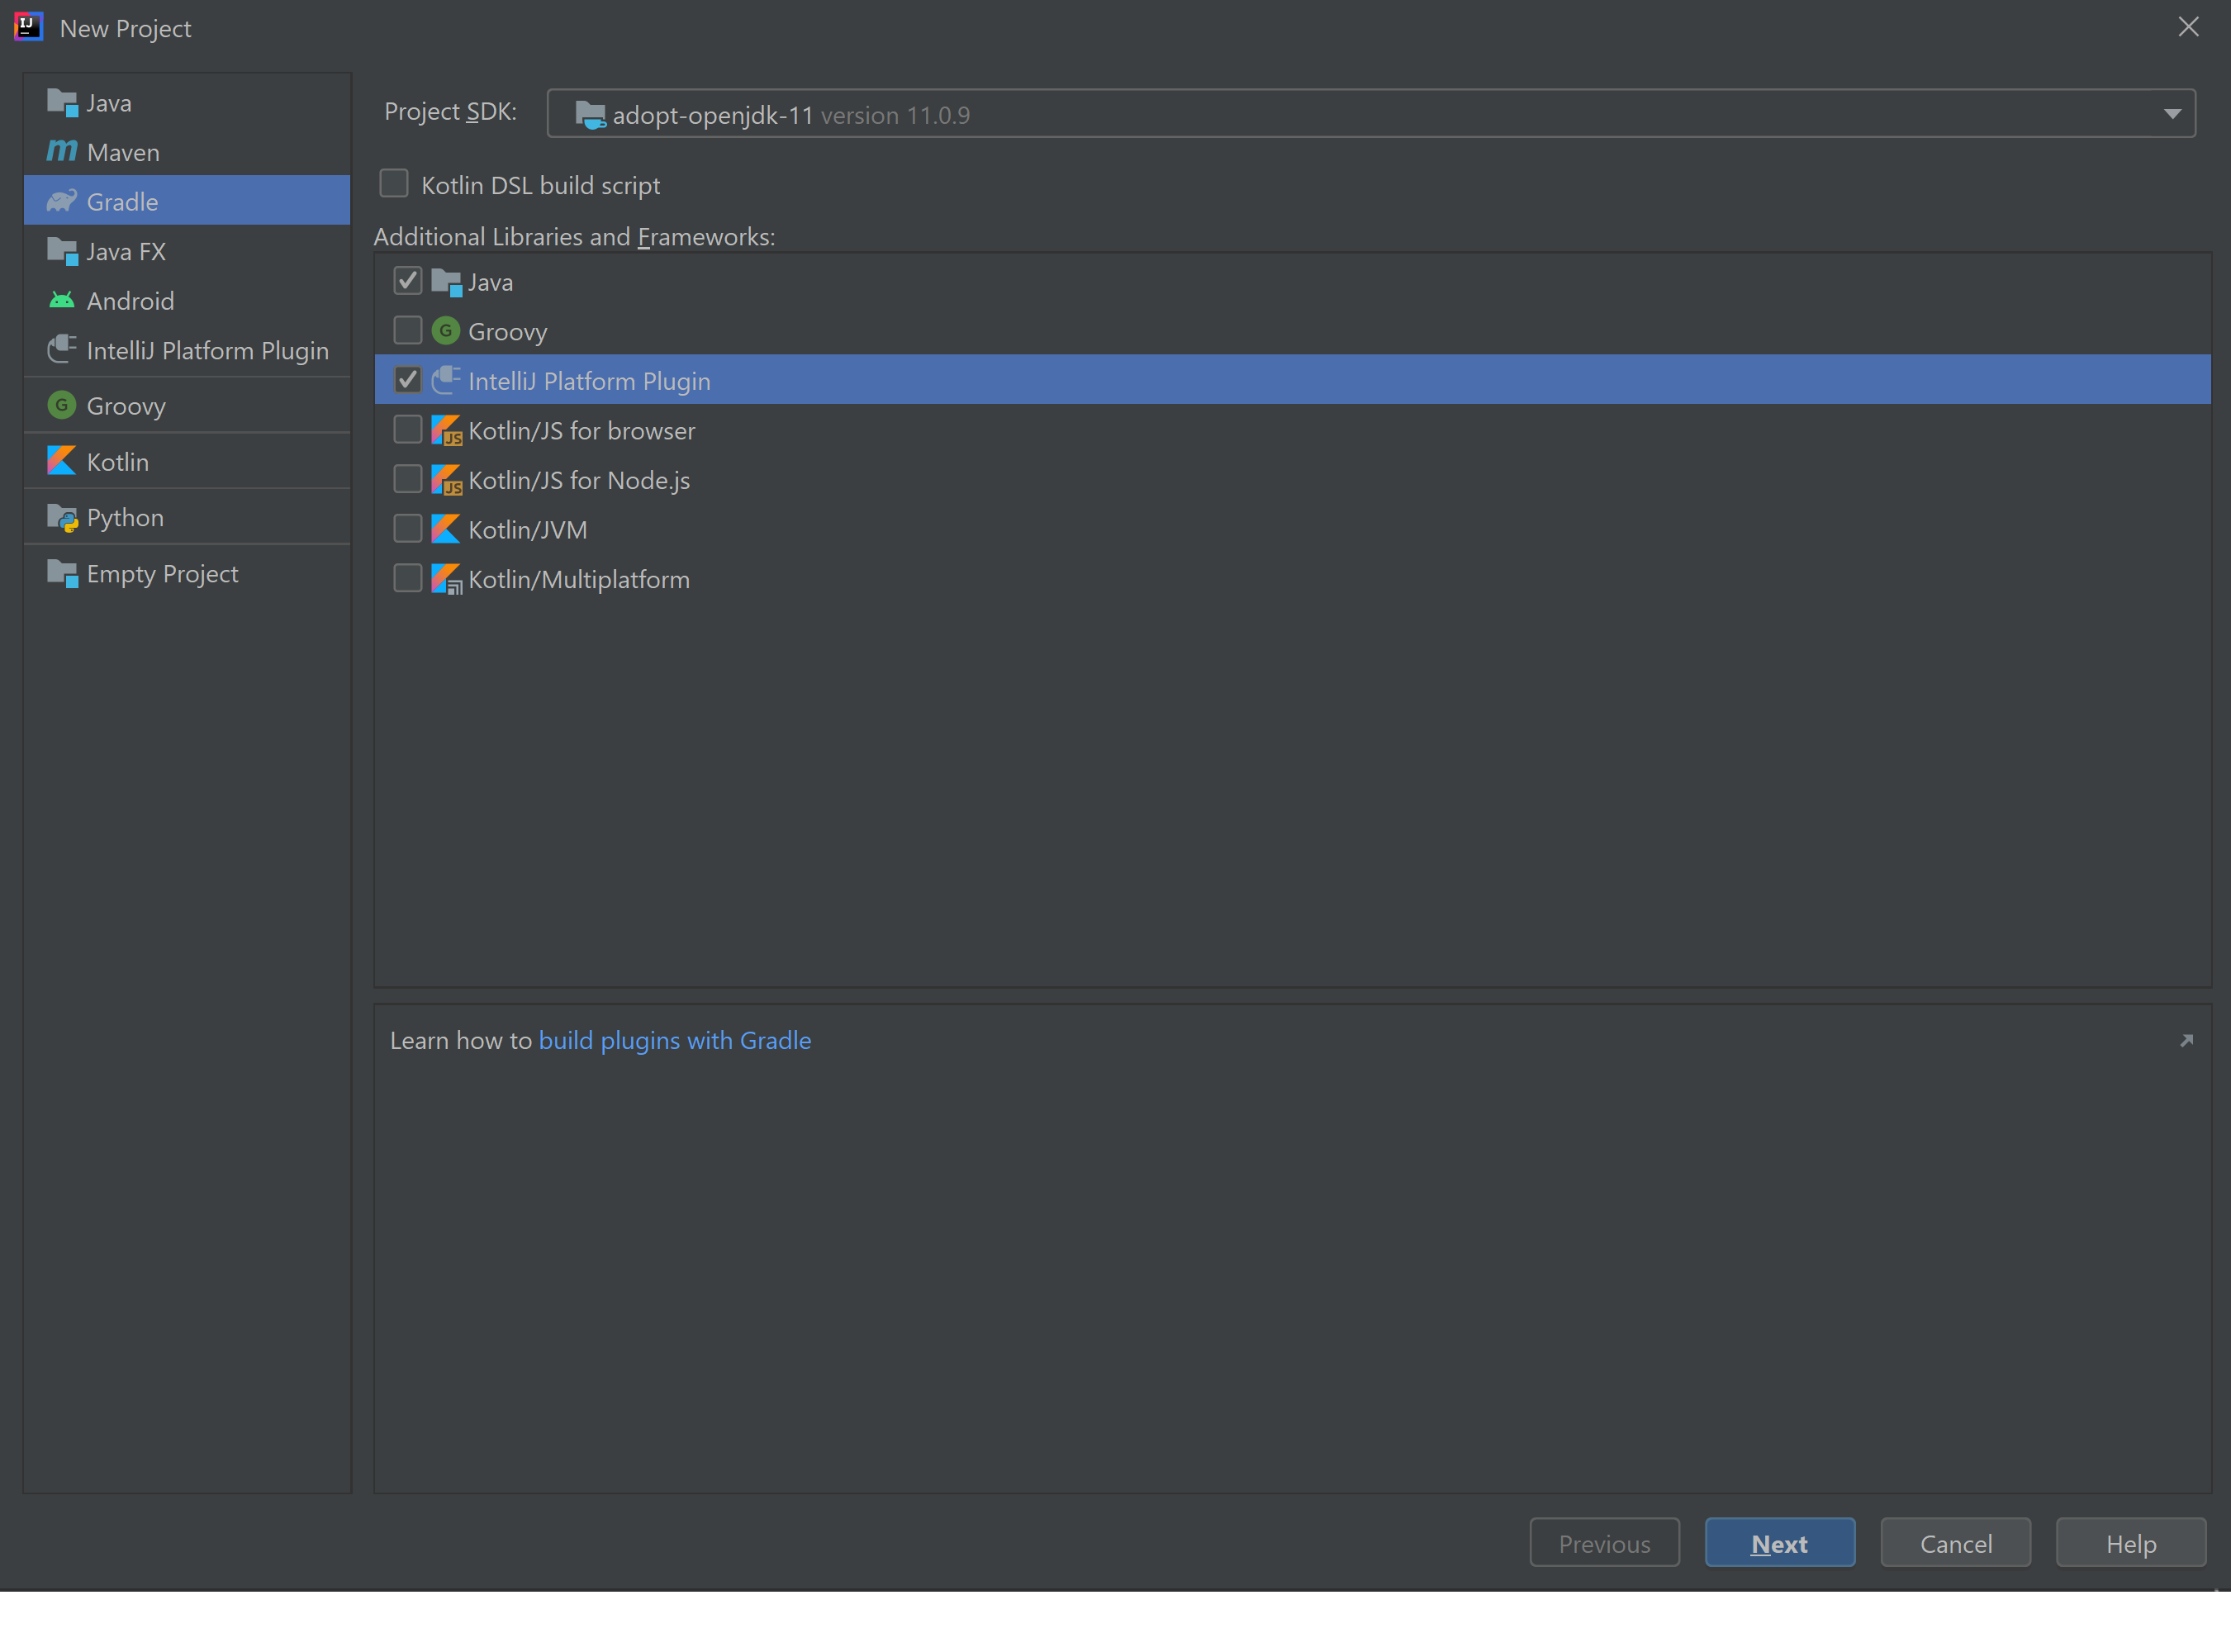 New Project
Java
Maven
Gradle
Java FX
Android
IntelliJ Platform Plugin
Groovy
Kotlin
Python
Empty Project
Project SDK: adopt-openjdk-11 version 11.0.9
Kotlin DSL build script
Additional Libraries and Frameworks:
Java
Groovy
IntelliJ Platform Plugin
Kotlin/JS for browser
Kotlin/JS for Node.js
Kotlin/JVM
Kotlin/Multiplatform
Learn how to build plugins with Gradle
Previous
Next
Cancel
Help